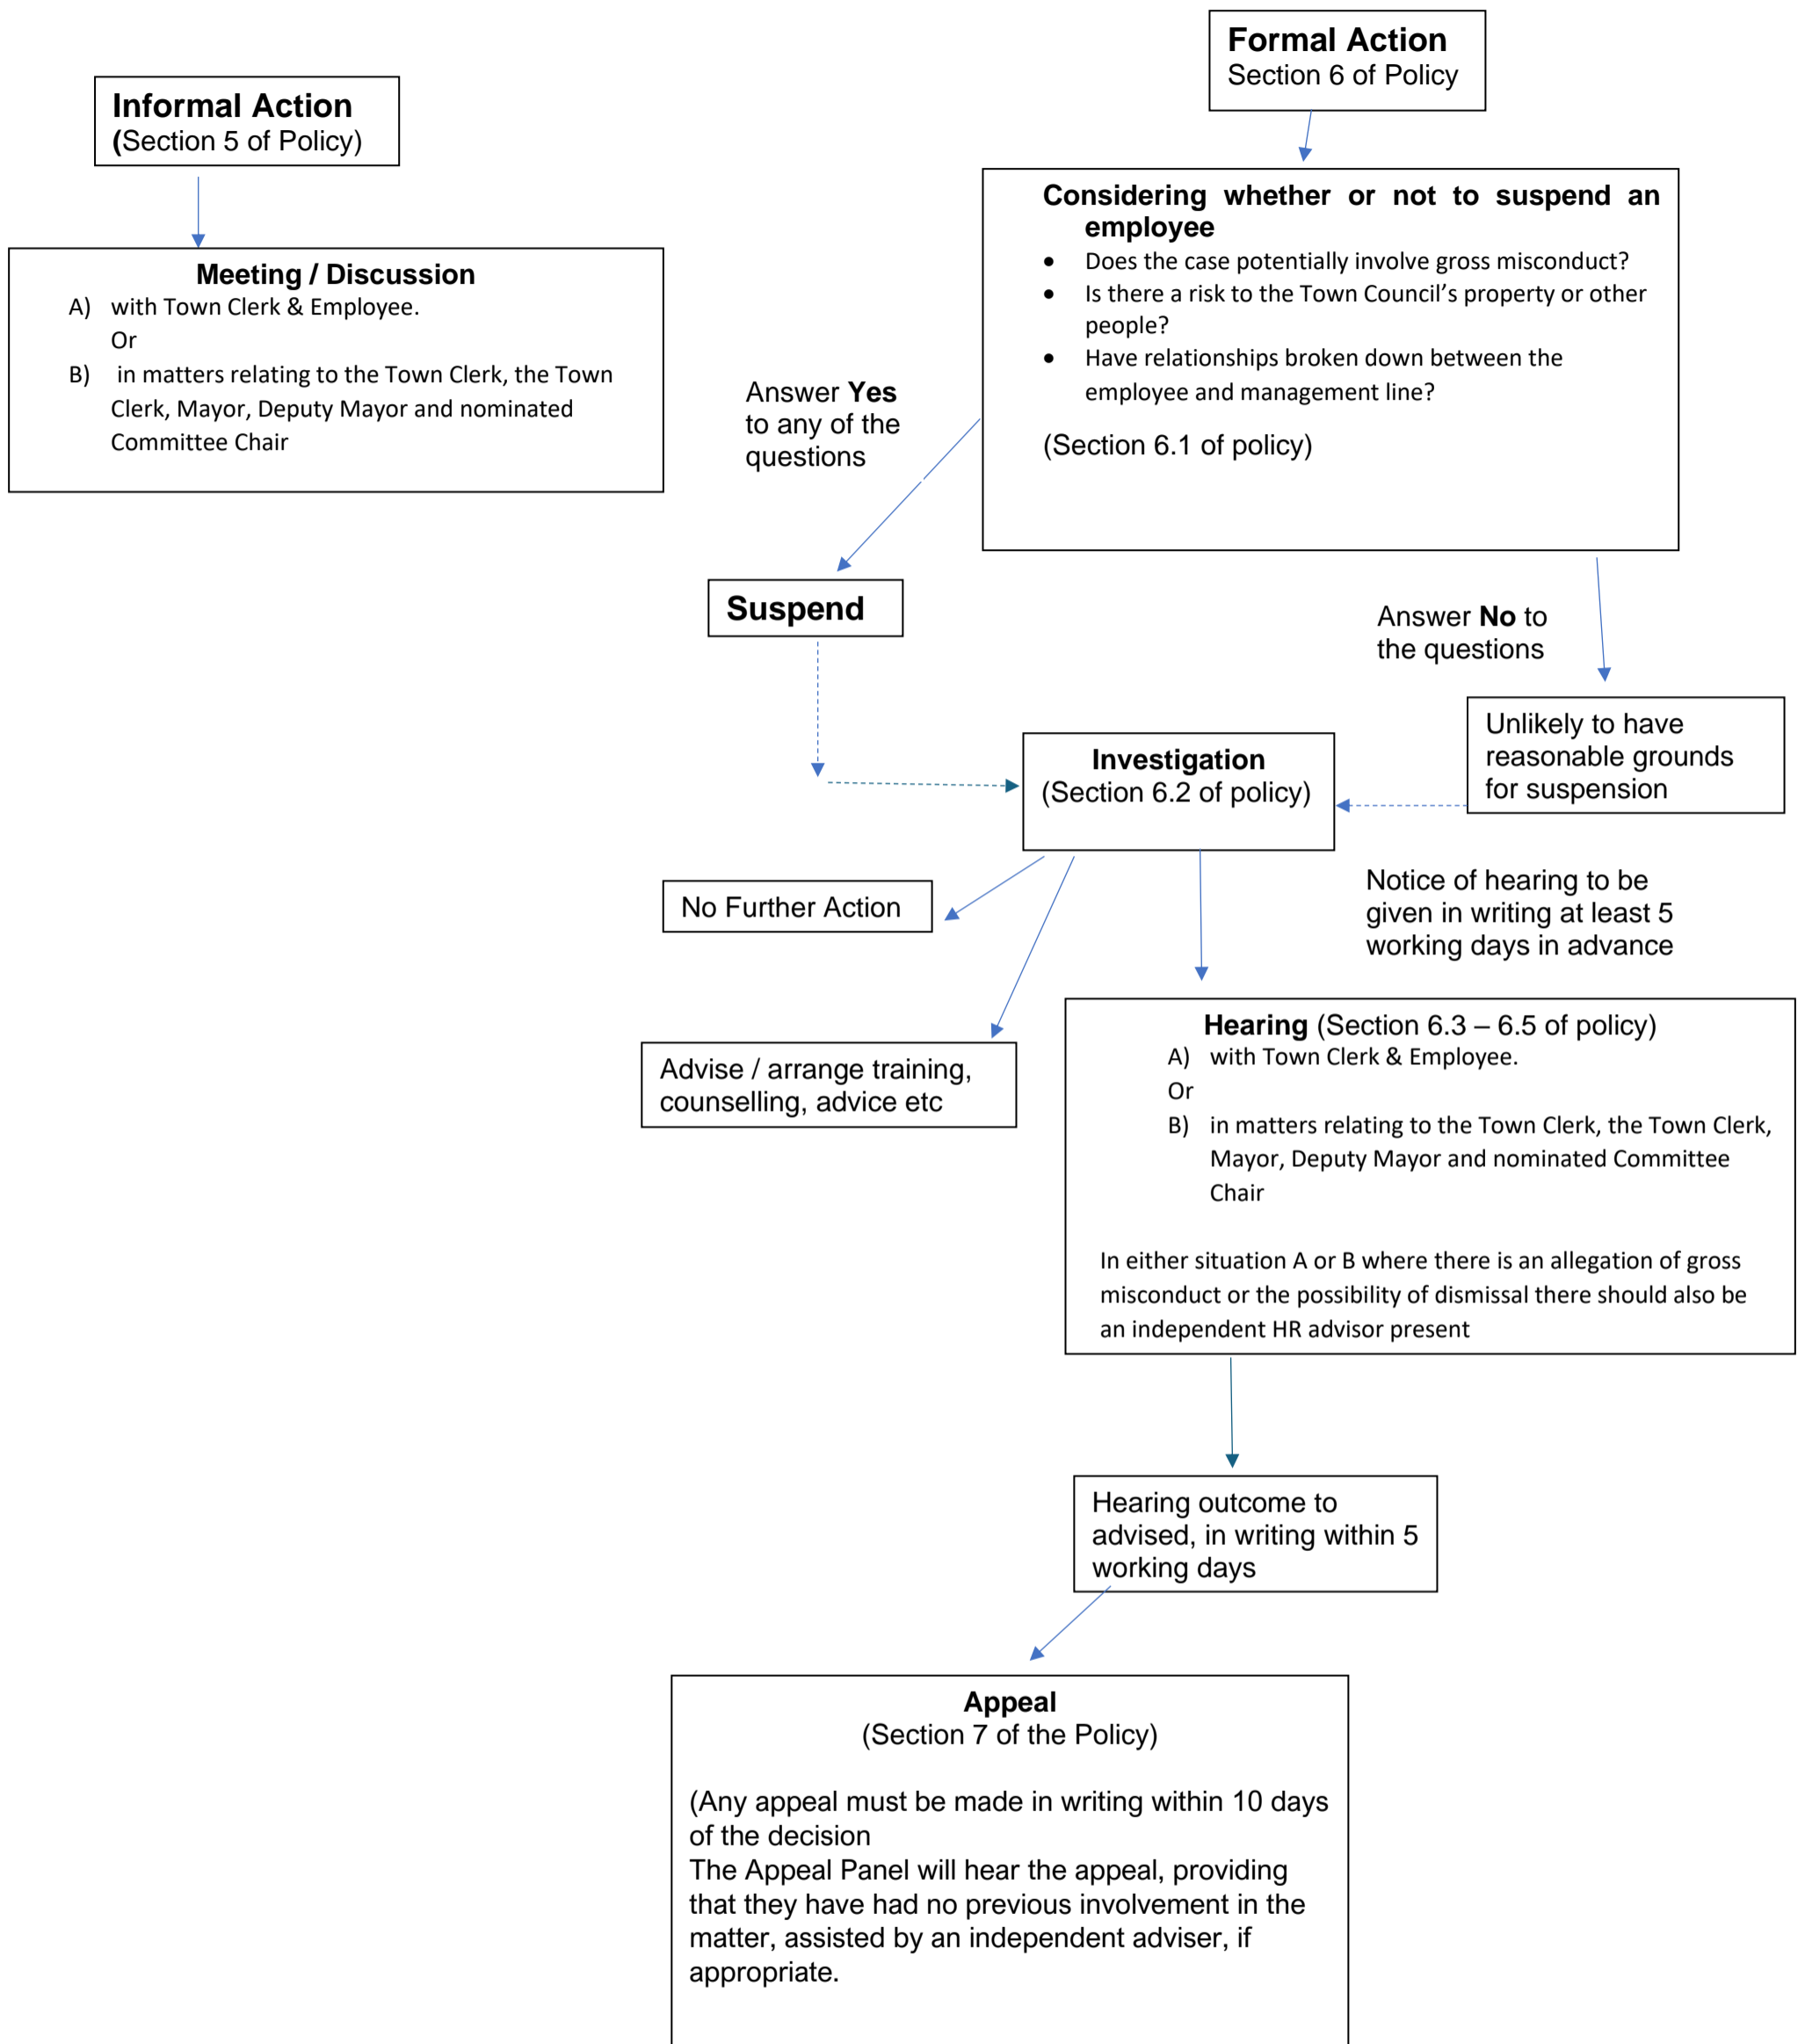 Formal Action
Section 6 of Policy
Informal Action
(Section 5 of Policy)
Considering whether or not to suspend an
employee
• Does the case potentially involve gross misconduct?
• Is there a risk to the Town Council’s property or other
people?
• Have relationships broken down between the
employee and management line?
(Section 6.1 of policy)
Meeting / Discussion
A) with Town Clerk & Employee.
Or
B) in matters relating to the Town Clerk, the Town
Clerk, Mayor, Deputy Mayor and nominated
Committee Chair
Answer Yes
to any of the
questions
Suspend
Answer No to
the questions
Unlikely to have
reasonable grounds
for suspension
Investigation
(Section 6.2 of policy)
No Further Action
Notice of hearing to be
given in writing at least 5
working days in advance
Advise / arrange training,
counselling, advice etc
Hearing (Section 6.3 – 6.5 of policy)
A) with Town Clerk & Employee.
Or
B) in matters relating to the Town Clerk, the Town Clerk,
Mayor, Deputy Mayor and nominated Committee
Chair
In either situation A or B where there is an allegation of gross
misconduct or the possibility of dismissal there should also be
an independent HR advisor present
Hearing outcome to
advised, in writing within 5
working days
Appeal
(Section 7 of the Policy)
(Any appeal must be made in writing within 10 days
of the decision
The Appeal Panel will hear the appeal, providing
that they have had no previous involvement in the
matter, assisted by an independent adviser, if
appropriate.